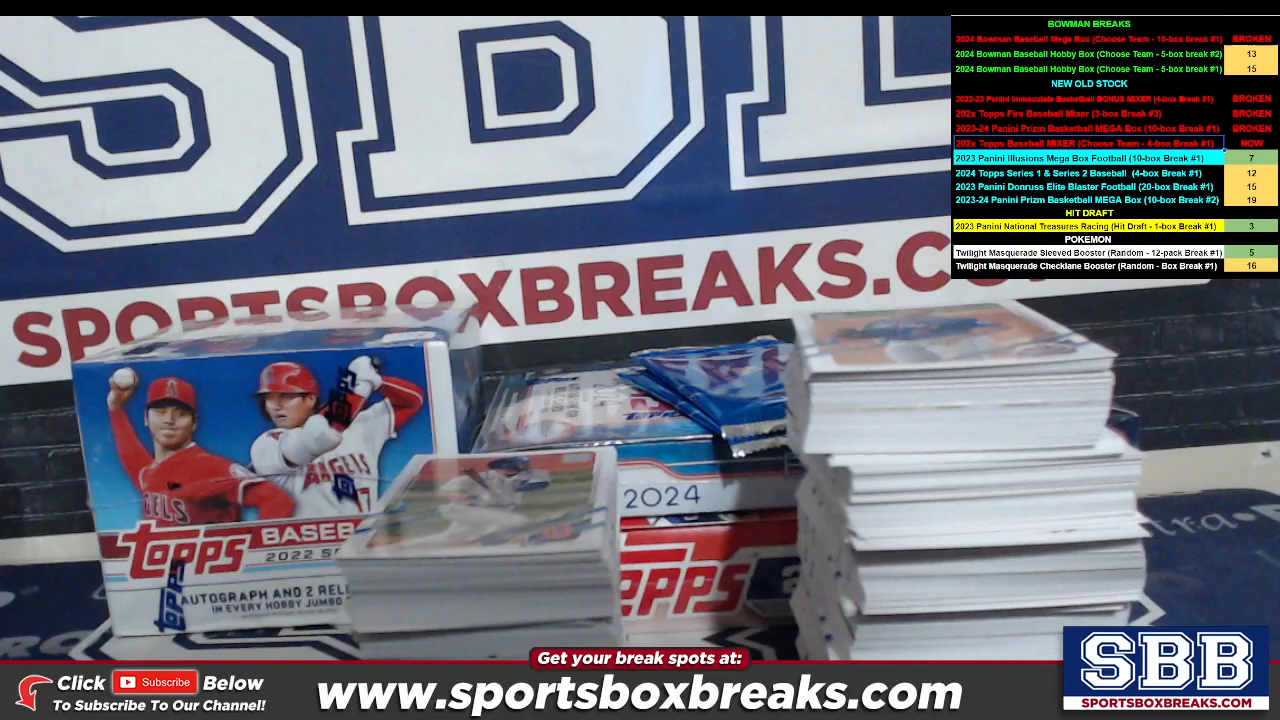 SBB
SPORTSBOXBREAKS.C
BOWMAN BREAKS
2024 Bowman Baseball Mega Box (Choose Team - 10-box break #1) BROKEN
2024 Bowman Baseball Hobby Box (Choose Team - 5-box break #2) 13
2024 Bowman Baseball Hobby Box (Choose Team - 5-box break #1) 15
NEW OLD STOCK
2022-23 Panini Immaculate Basketball BONUS MIXER (4-box Break #1) BROKEN
202x Topps Fire Baseball Mixer (3-box Break #3) BROKEN
2023-24 Panini Prizm Basketball MEGA Box (10-box Break #1) BROKEN
202x Topps Baseball MIXER (Choose Team - 4-box Break #1) NOW
2023 Panini Illusions Mega Box Football (10-box Break #1) 7
2024 Topps Series 1 & Series 2 Baseball (4-box Break #1) 12
2023 Panini Donruss Elite Blaster Football (20-box Break #1) 15
2023-24 Panini Prizm Basketball MEGA Box (10-box Break #2) 19
HIT DRAFT
2023 Panini National Treasures Racing (Hit Draft - 1-box Break #1) 3
POKEMON
Twilight Masquerade Sleeved Booster (Random - 12-pack Break #1) 5
Twilight Masquerade Checklane Booster (Random - Box Break #1) 16
ANGELS
17
topps BASEB
2022 SE
AUTOGRAPH AND 2 REL
IN EVERY HOBBY JUMBO
2024
TOPPS
Get your break spots at:
Click Subscribe Below
To Subscribe To Our Channel!
www.sportsboxbreaks.com
SBB
SPORTSBOXBREAKS.COM